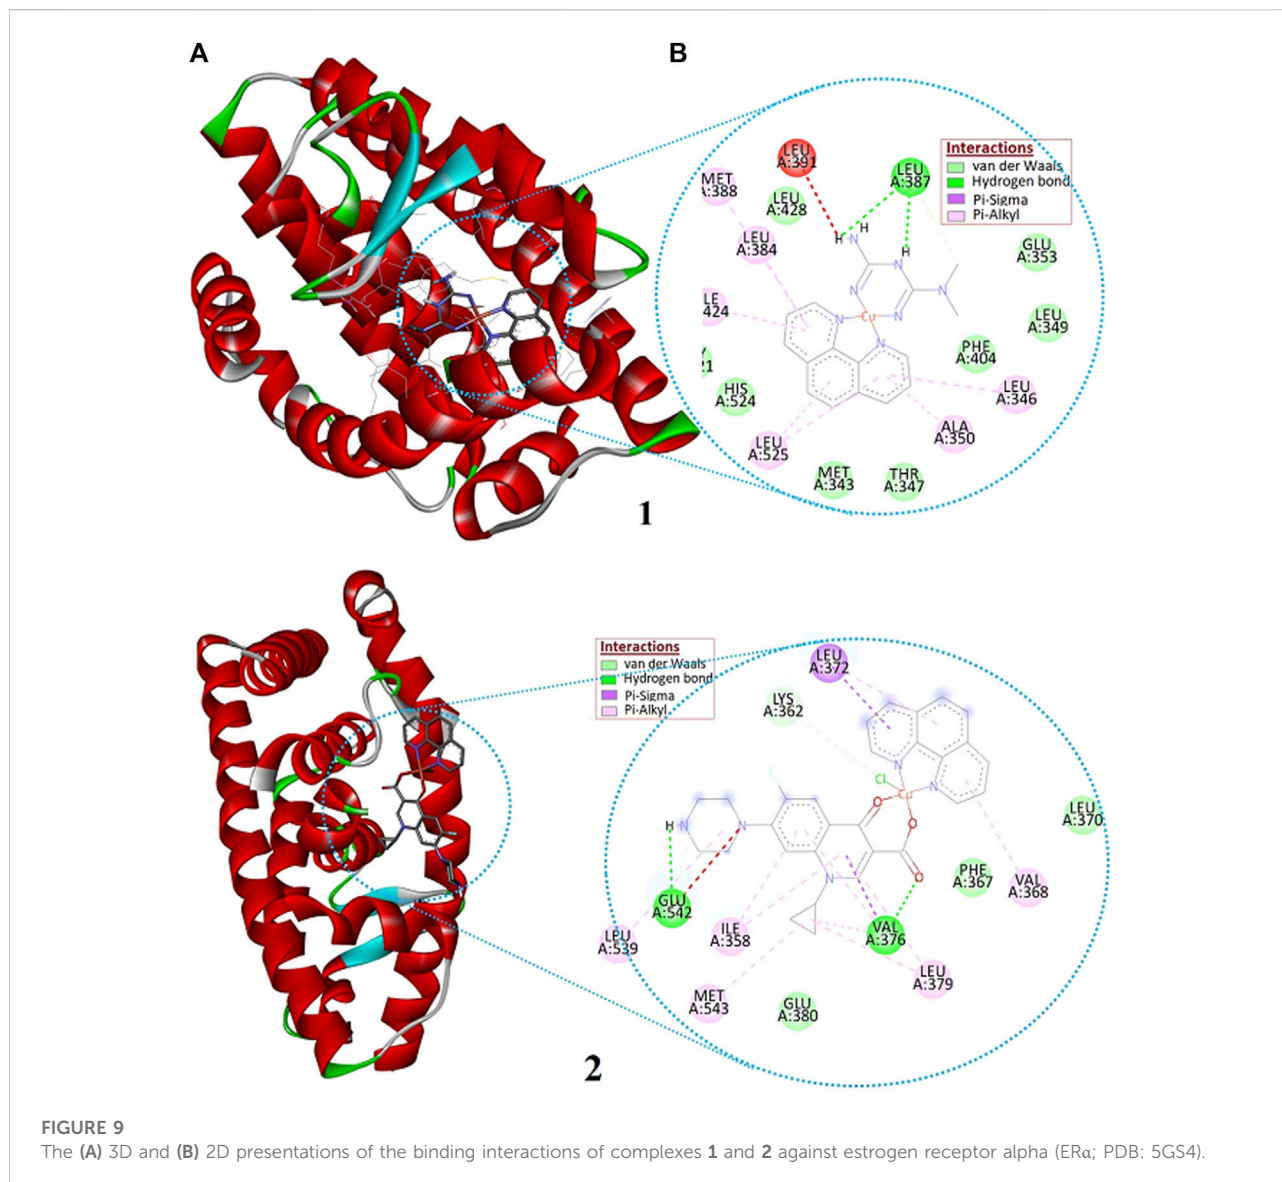 A
B
LEU
A:391
LEU
A:387
Interactions
van der Waals
Hydrogen bond
Pi-Sigma
Pi-Alkyl
MET
A:388
LEU
A:428
LEU
A:384
GLU
A:353
LE
424
LEU
A:349
PHE
A:404
21
HIS
A:524
LEU
A:346
ALA
A:350
LEU
A:525
MET
A:343
THR
A:347
H
H
N
H
N
N
N
N
N
Cu
N
N
1
Interactions
van der Waals
Hydrogen bond
Pi-Sigma
Pi-Alkyl
LEU
A:372
LYS
A:362
Cl
N
Cu
N
O
O
O
H
N
N
N
LEU
A:370
PHE
A:367
VAL
A:368
GLU
A:542
LEU
A:539
ILE
A:358
VAL
A:376
LEU
A:379
MET
A:543
GLU
A:380
2
FIGURE 9
The (A) 3D and (B) 2D presentations of the binding interactions of complexes 1 and 2 against estrogen receptor alpha (ERα; PDB: 5GS4).